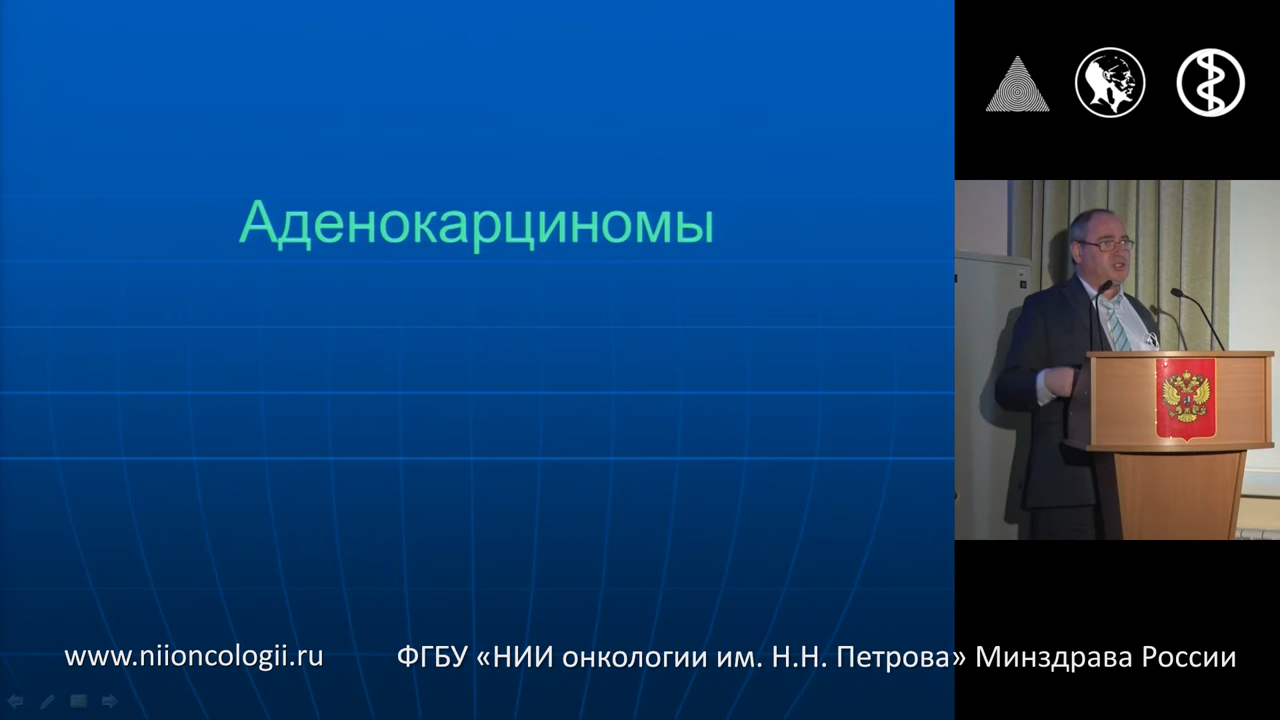 Аденокарциномы
www.niioncologii.ru
ФГБУ «НИИ онкологии им. Н.Н. Петрова» Минздрава России